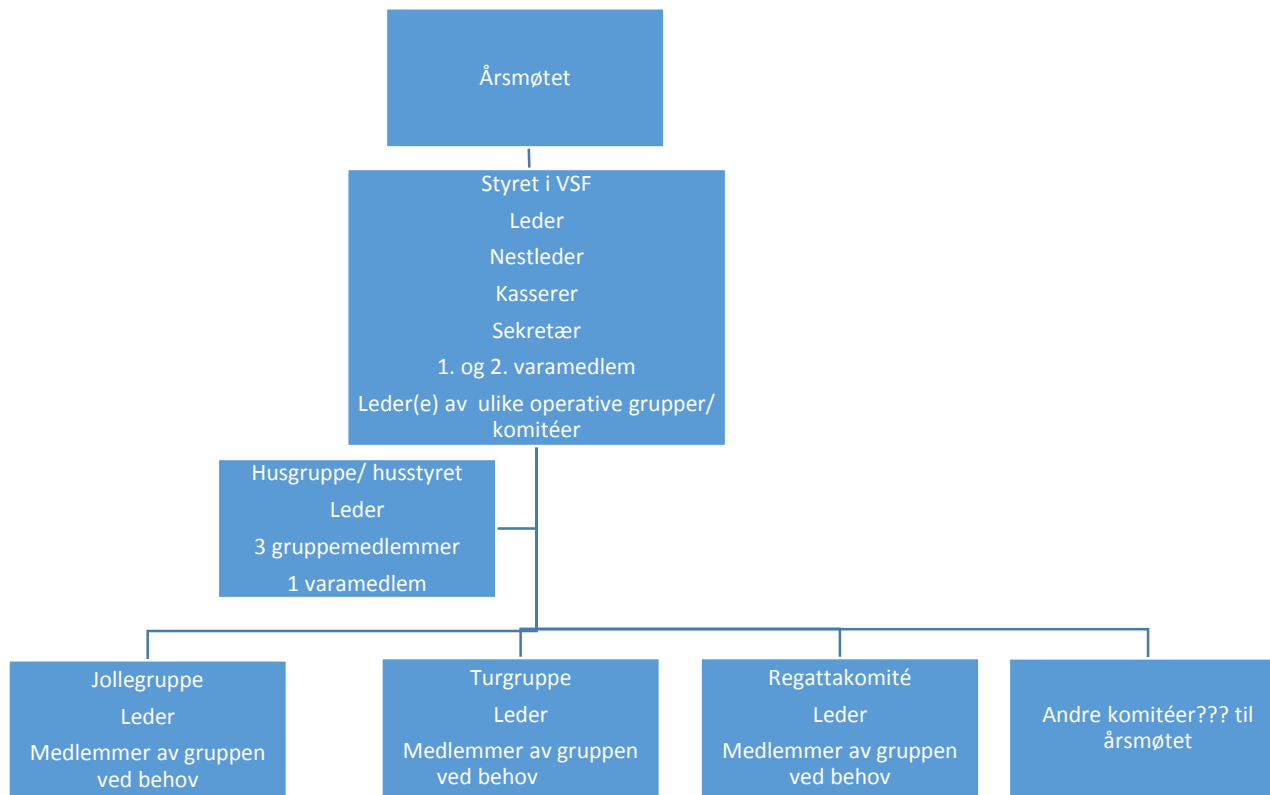 Årsmøtet
Styret i VSF
Leder
Nestleder
Kasserer
Sekretær
1. og 2. varamedlem
Leder(e) av ulike operative grupper/
komitéer
Husgruppe/ husstyret
Leder
3 gruppemedlemmer
1 varamedlem
Jollegruppe
Leder
Medlemmer av gruppen
ved behov
Turgruppe
Leder
Medlemmer av gruppen
ved behov
Regattakomité
Leder
Medlemmer av gruppen
ved behov
Andre komitéer??? til
årsmøtet